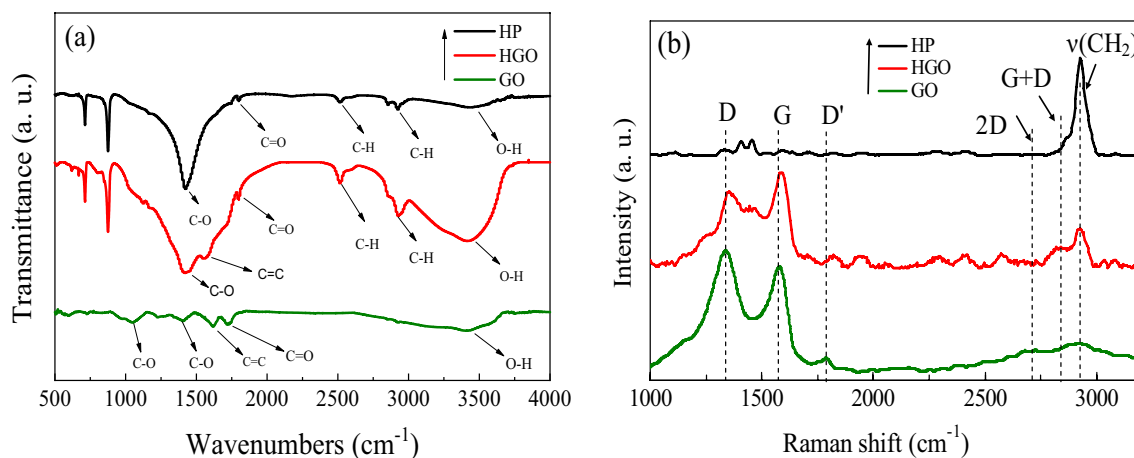 (a)
HP
HGO
GO
C=O
C-H
C-H
O-H
C-O
C=O
C-H
C-H
O-H
C=C
C-O
C-O
C-O
C=C
C=O
O-H
500 1000 1500 2000 2500 3000 3500 4000
Wavenumbers (cm⁻¹)
Transmittance (a. u.)
(b)
HP
HGO
GO
ν(CH₂)
G+D
2D
D
G
D'
1000 1500 2000 2500 3000
Raman shift (cm⁻¹)
Intensity (a. u.)